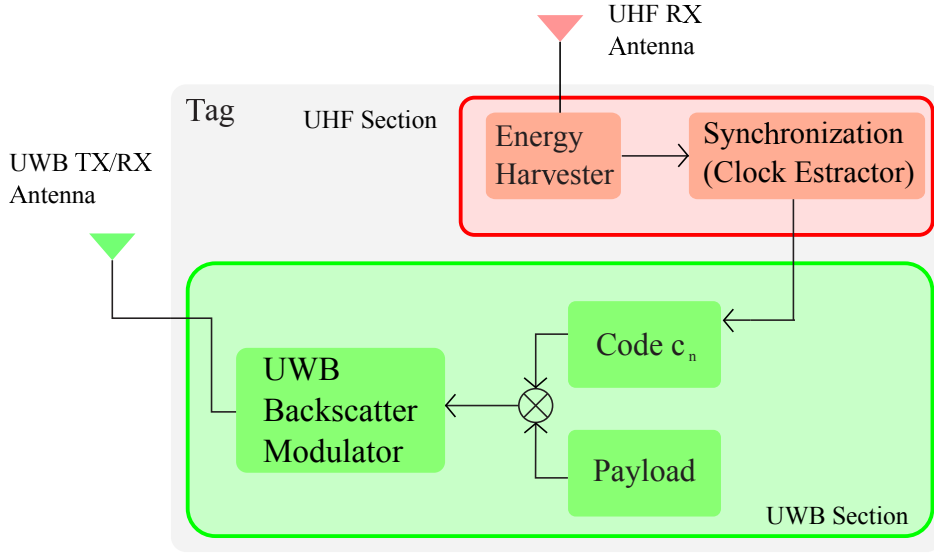 UHF RX
Antenna
Tag
UHF Section
Energy
Harvester
Synchronization
(Clock Estractor)
UWB TX/RX
Antenna
Code c n
UWB
Backscatter
Modulator
Payload
UWB Section